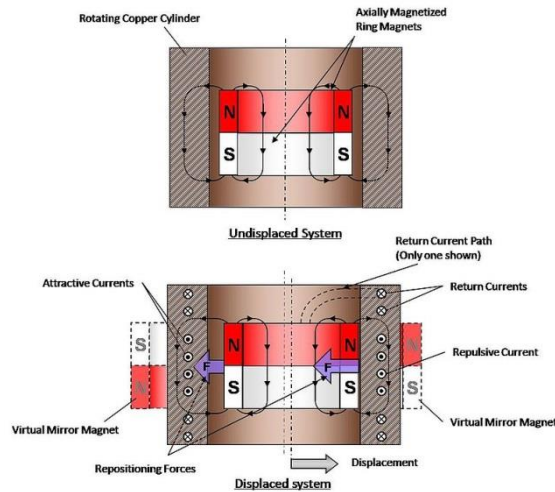 Rotating Copper Cylinder
Axially Magnetized
Ring Magnets
N
N
S
S
Undisplaced System
Return Current Path
(Only one shown)
Attractive Currents
Return Currents
S
N
N
N
S
N
F
F
S
S
S
Repulsive Current
Virtual Mirror Magnet
Virtual Mirror Magnet
Repositioning Forces
Displacement
Displaced system